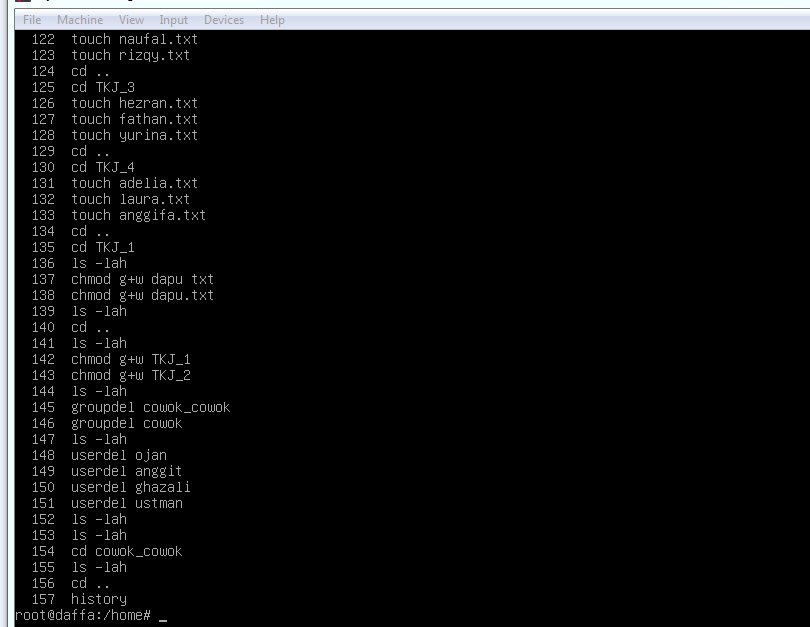 File Machine View Input Devices Help
122 touch naufal.txt
123 touch rizqy.txt
124 cd ..
125 cd TKJ_3
126 touch hezran.txt
127 touch fathan.txt
128 touch yurina.txt
129 cd ..
130 cd TKJ_4
131 touch adelia.txt
132 touch laura.txt
133 touch anggifa.txt
134 cd ..
135 cd TKJ_1
136 ls -lah
137 chmod g+w dapu txt
138 chmod g+w dapu.txt
139 ls -lah
140 cd ..
141 ls -lah
142 chmod g+w TKJ_1
143 chmod g+w TKJ_2
144 ls -lah
145 groupdel cowok_cowok
146 groupdel cowok
147 ls -lah
148 userdel ojan
149 userdel anggit
150 userdel ghazali
151 userdel ustman
152 ls -lah
153 ls -lah
154 cd cowok_cowok
155 ls -lah
156 cd ..
157 history
root@daffa:/home# _